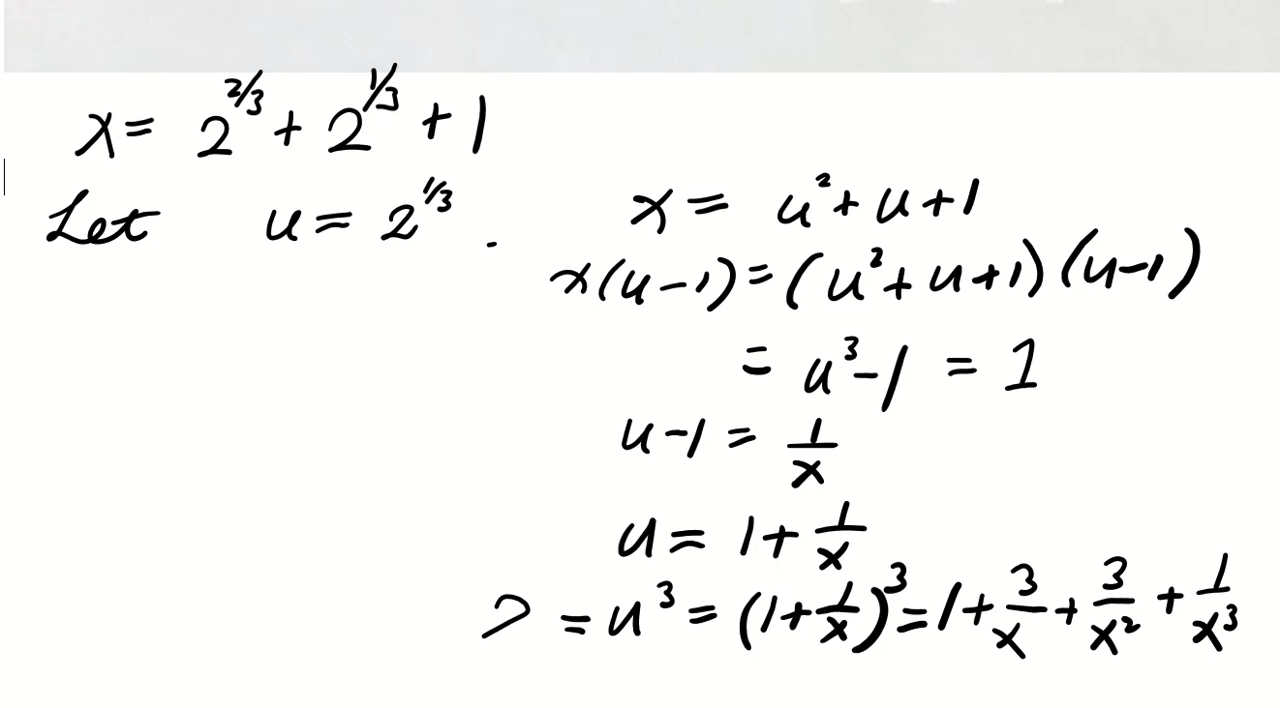 x = 2^{2/3} + 2^{1/3} + 1
Let u = 2^{1/3} .
x = u² + u + 1
x(u - 1) = (u² + u + 1)(u - 1)
= u³ - 1 = 1
u - 1 = 1/x
u = 1 + 1/x
= u³ = (1 + 1/x)³ = 1 + 3/x + 3/x² + 1/x³